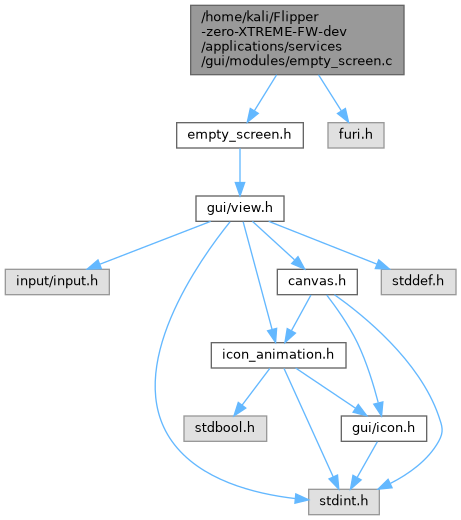 /home/kali/Flipper
-zero-XTREME-FW-dev
/applications/services
/gui/modules/empty_screen.c
empty_screen.h
furi.h
gui/view.h
input/input.h
canvas.h
stddef.h
icon_animation.h
stdbool.h
gui/icon.h
stdint.h